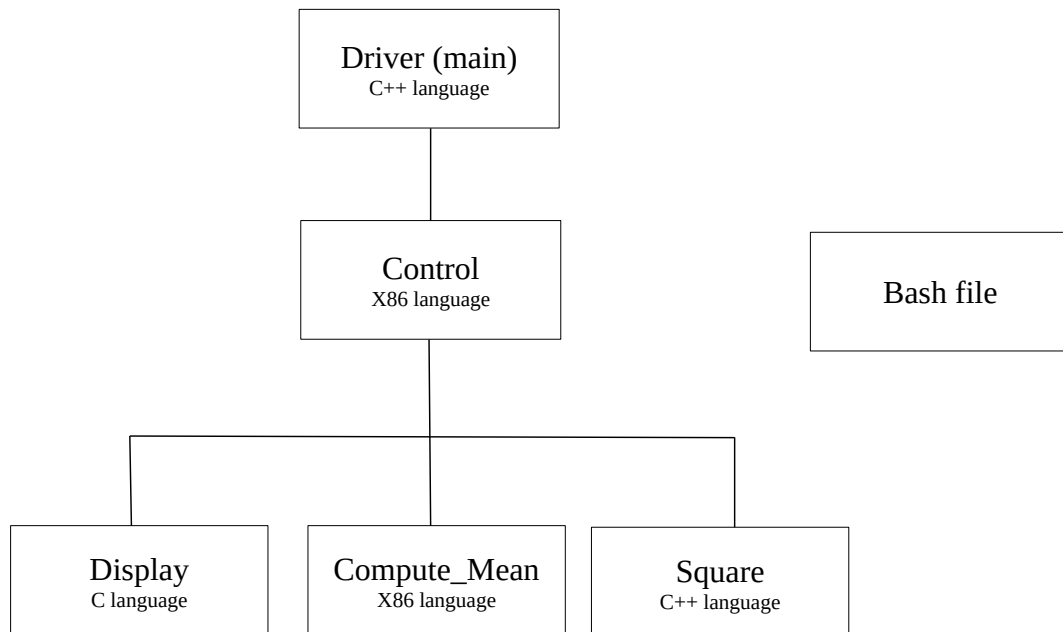 Driver (main)
C++ language
Control
X86 language
Bash file
Display
C language
Compute_Mean
X86 language
Square
C++ language